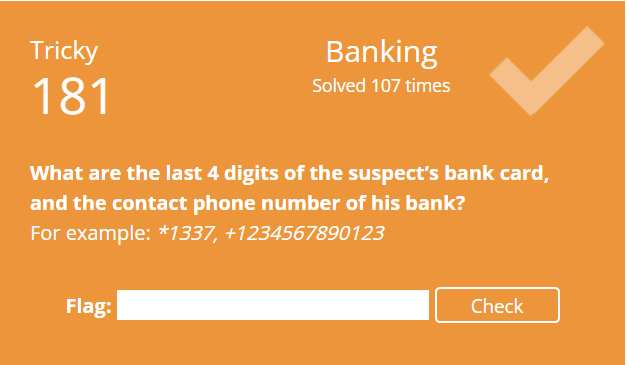 Tricky
181
Banking
Solved 107 times
What are the last 4 digits of the suspect’s bank card,
and the contact phone number of his bank?
For example: *1337, +1234567890123
Flag:
Check